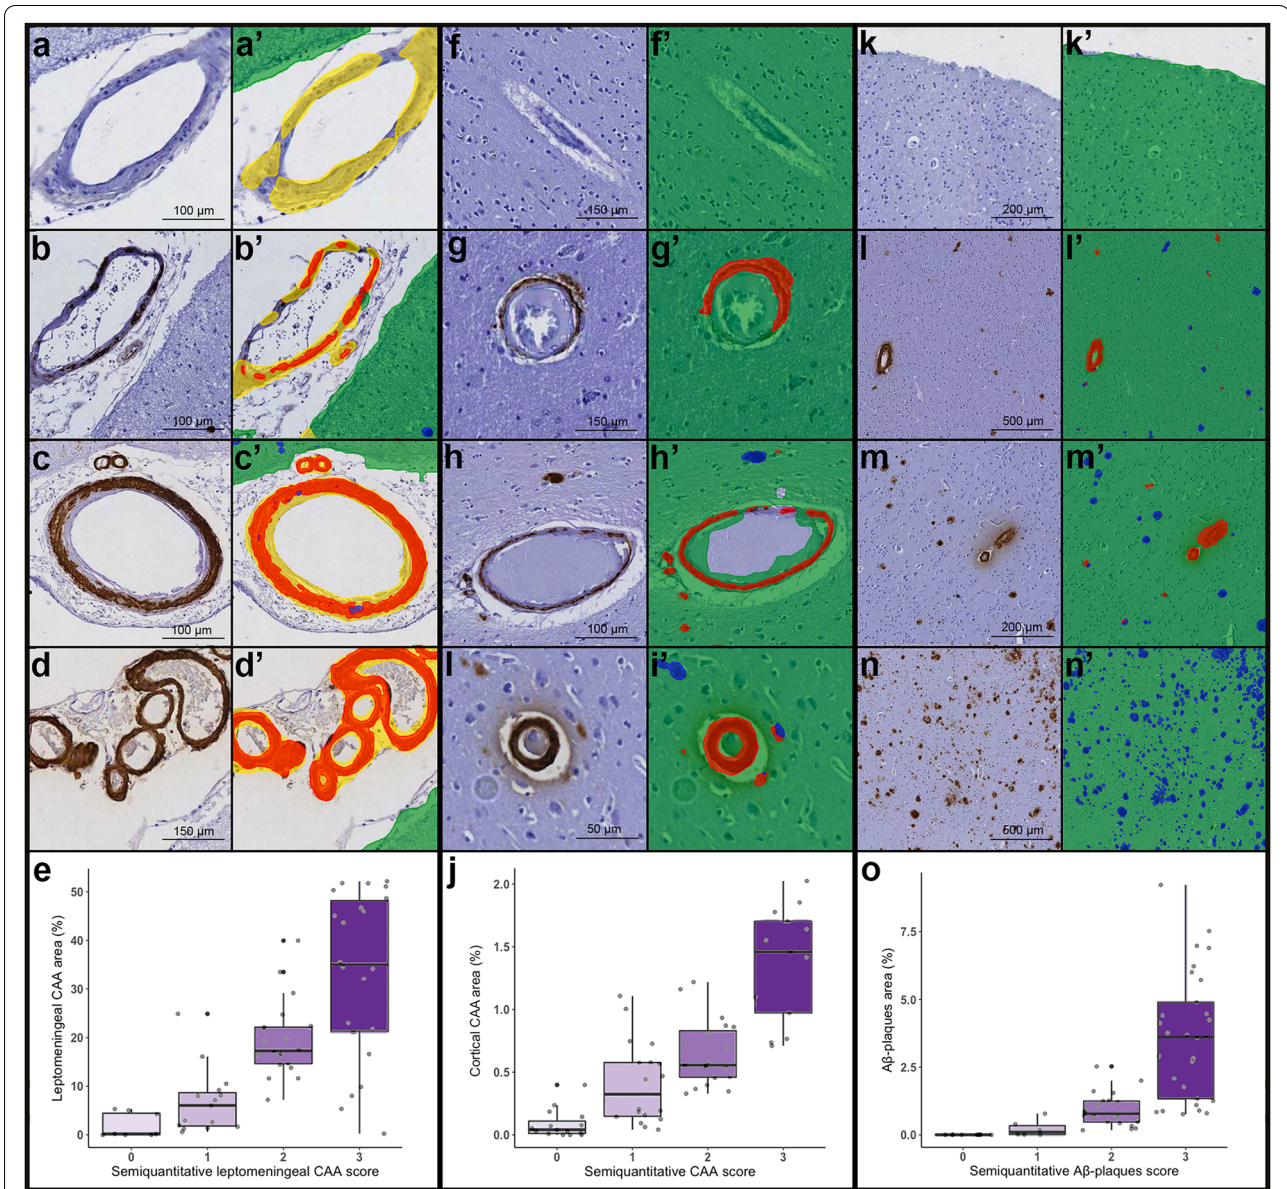 a a' f f' k k'
100 µm 150 µm 200 µm
b b' g g' l l'
100 µm 150 µm 500 µm
c c' h h' m m'
100 µm 100 µm 200 µm
d d' I i' n n'
150 µm 50 µm 500 µm
e
Leptomeningeal CAA area (%)
50
40
30
20
10
0
0 1 2 3
Semiquantitative leptomeningeal CAA score
j
Cortical CAA area (%)
2.0
1.5
1.0
0.5
0.0
0 1 2 3
Semiquantitative CAA score
o
Aβ-plaques area (%)
7.5
5.0
2.5
0.0
0 1 2 3
Semiquantitative Aβ-plaques score